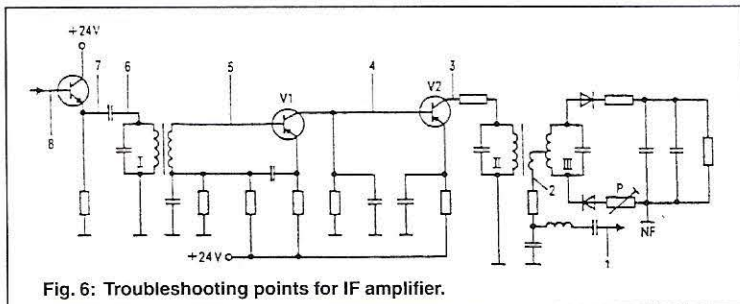 +24V
7 6 5 4 V2 3
V1
8
I
II III
2
P
NF
+24V
1
Fig. 6: Troubleshooting points for IF amplifier.